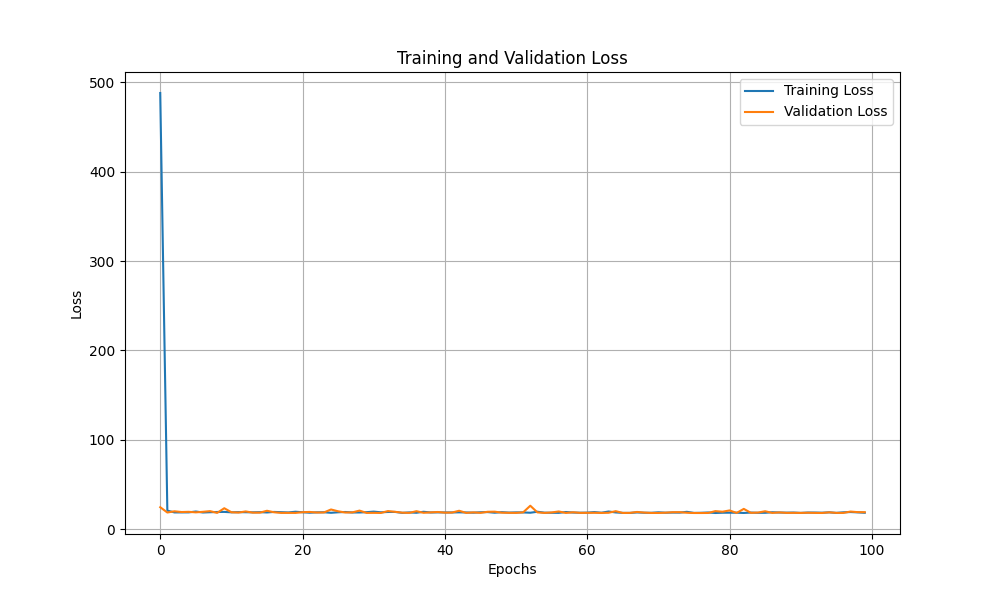 Training and Validation Loss
Training Loss
Validation Loss
500
400
300
200
100
0
Loss
0 20 40 60 80 100
Epochs